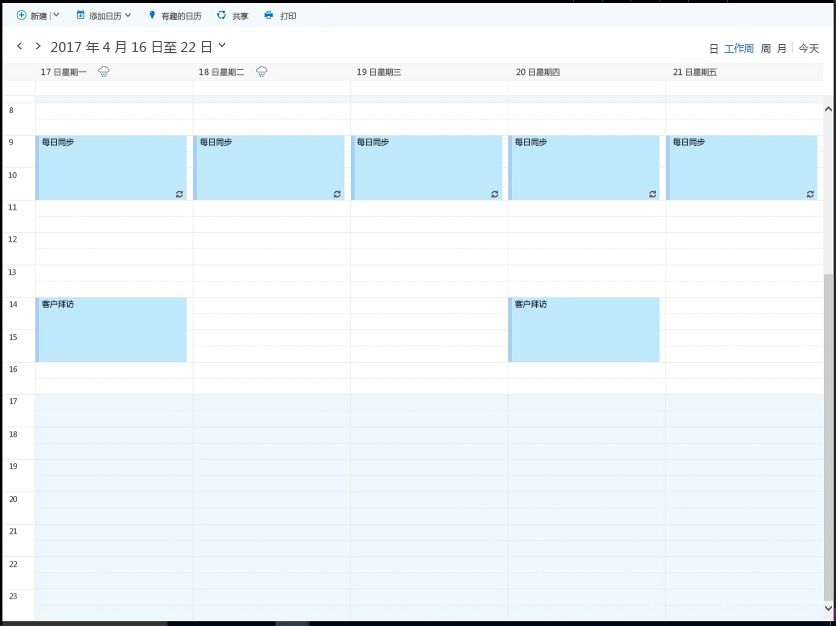 新建 添加日历 有趣的日历 共享 打印
2017 年 4 月 16 日至 22 日
日 工作周 周 月 今天
17 日星期一 18 日星期二 19 日星期三 20 日星期四 21 日星期五
8
9 每日同步 每日同步 每日同步 每日同步 每日同步
10
11
12
13
14 客户拜访 客户拜访
15
16
17
18
19
20
21
22
23